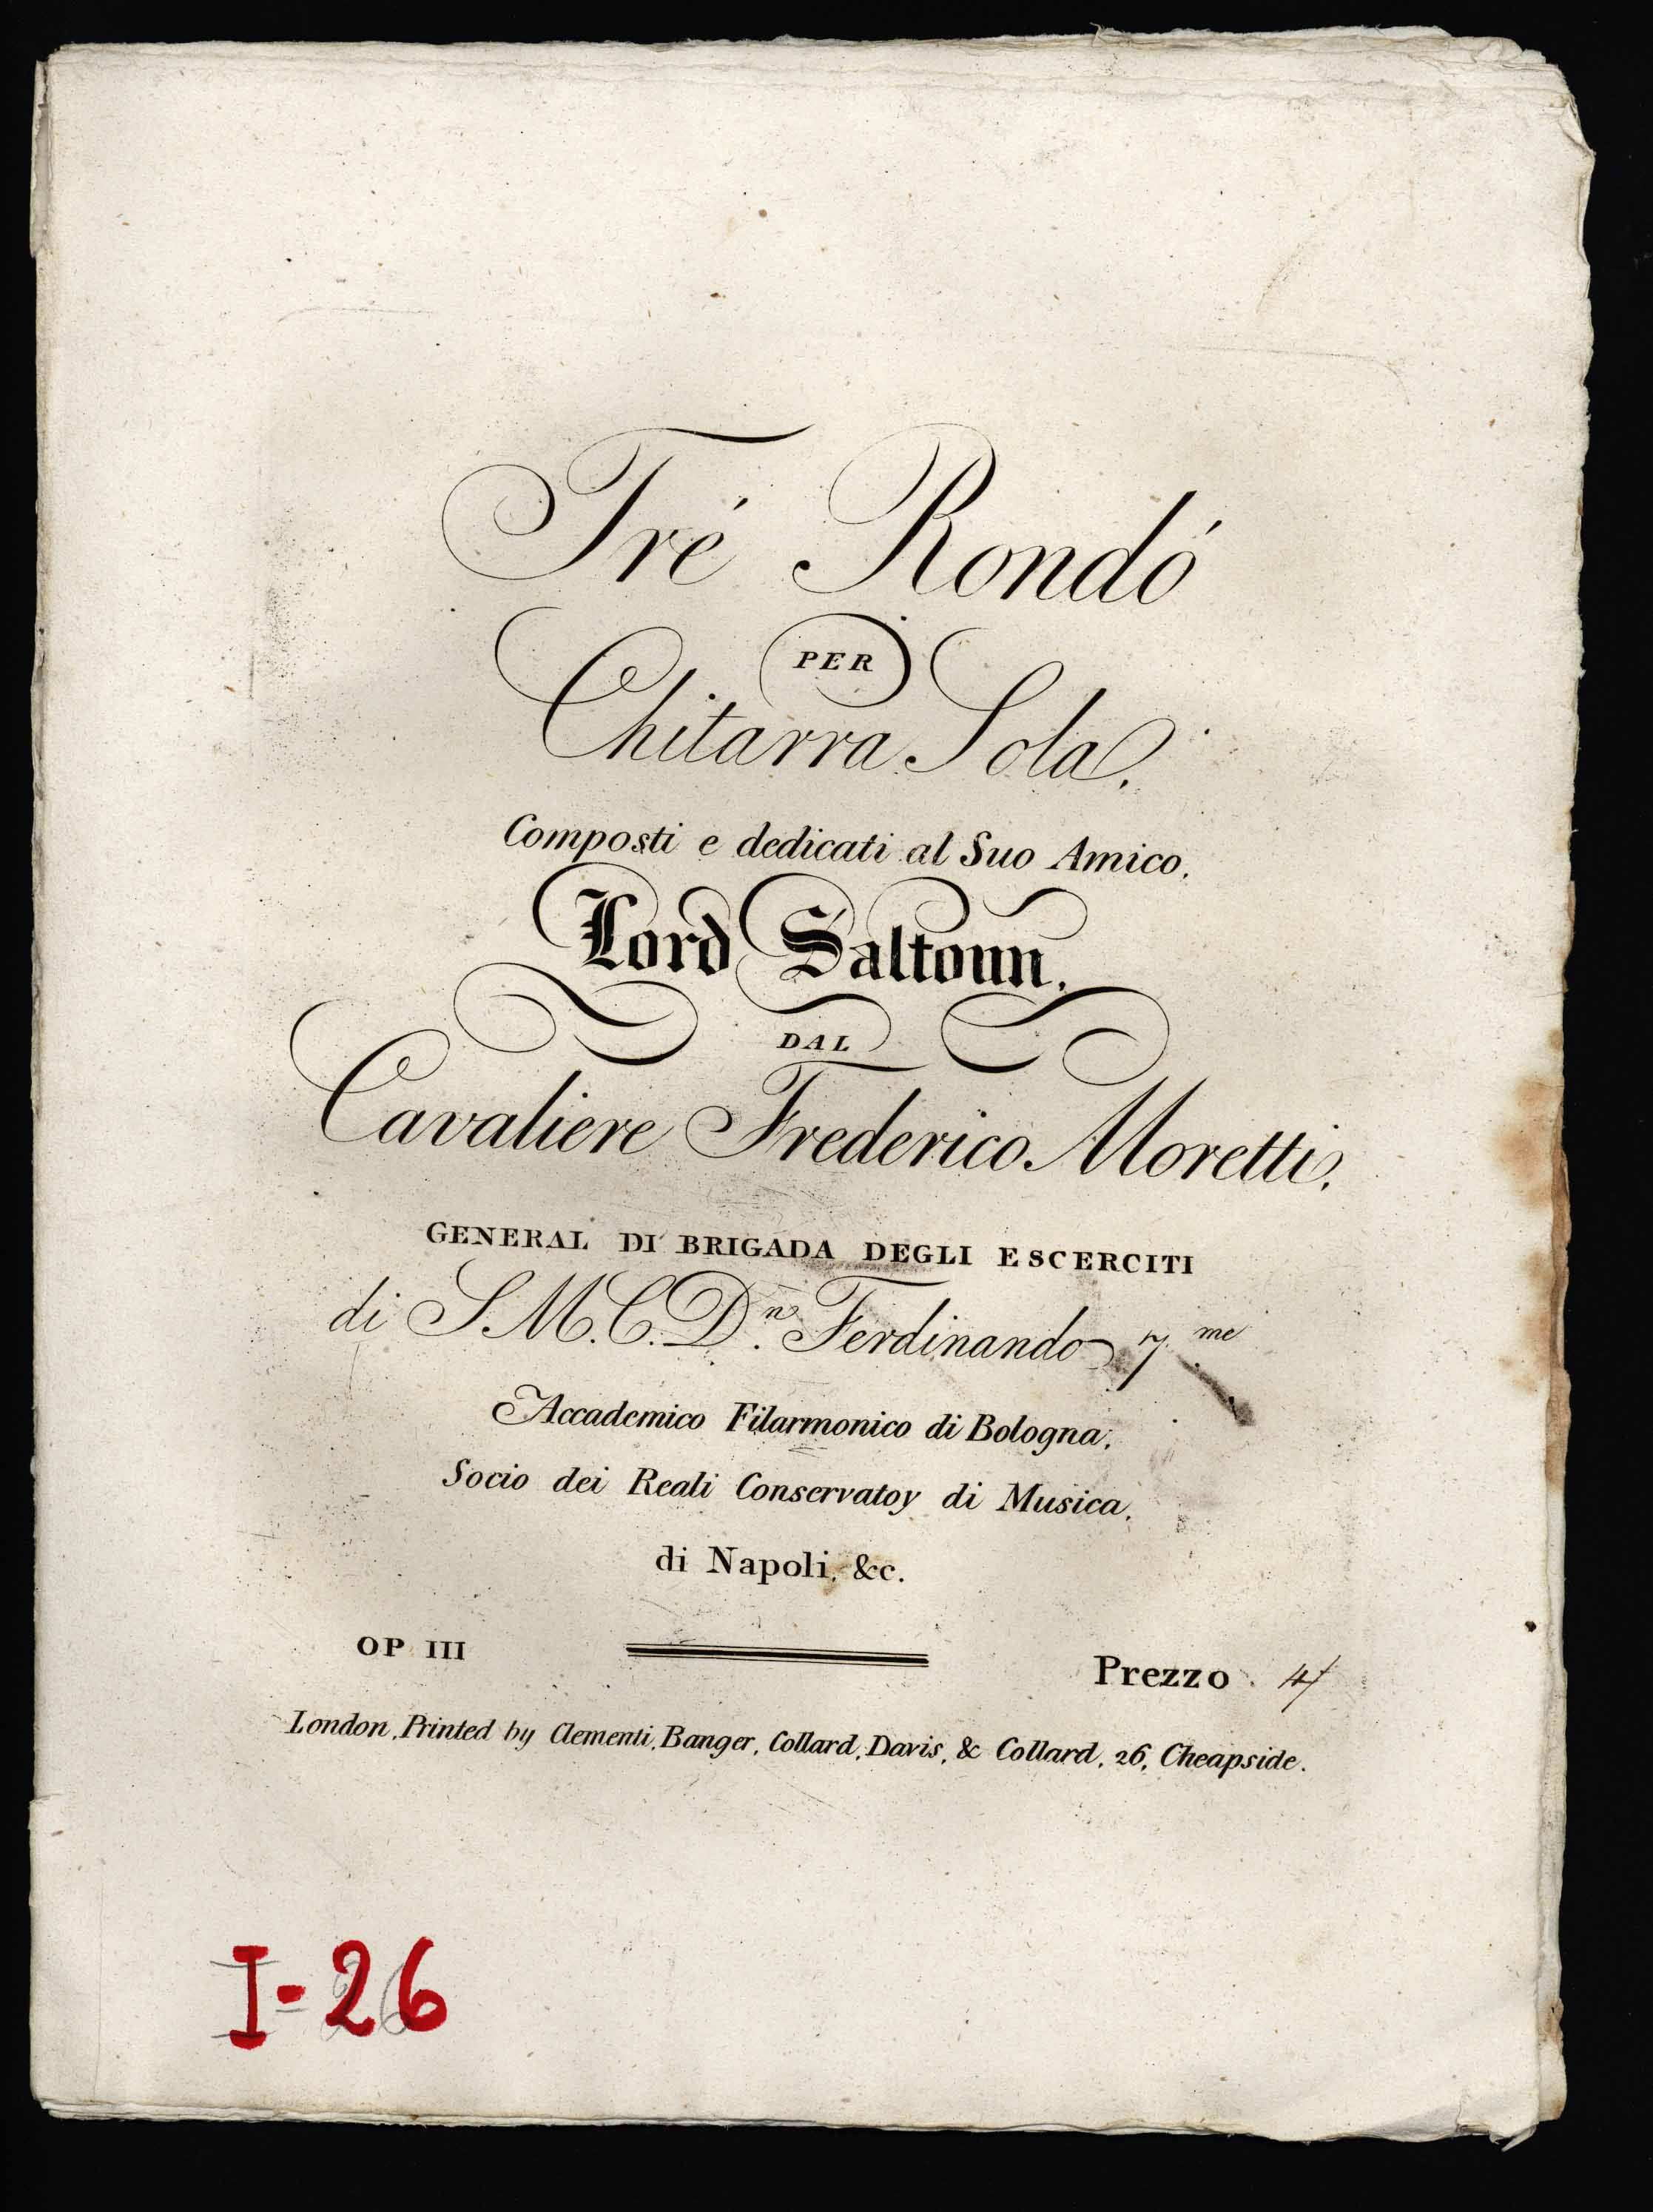 Tré Rondó
PER
Chitarra Sola.
Composti e dedicati al Suo Amico.
Lord Saltoun.
DAL
Cavaliere Frederico Moretti.
GENERAL DI BRIGADA DEGLI ESCERCITI
di S.M.C. Dn. Ferdinando 7.me
Accademico Filarmonico di Bologna.
Socio dei Reali Conservatoy di Musica.
di Napoli. &c.
OP III
Prezzo 4/
London, Printed by Clementi, Banger, Collard, Davis, & Collard, 26, Cheapside.
I-26